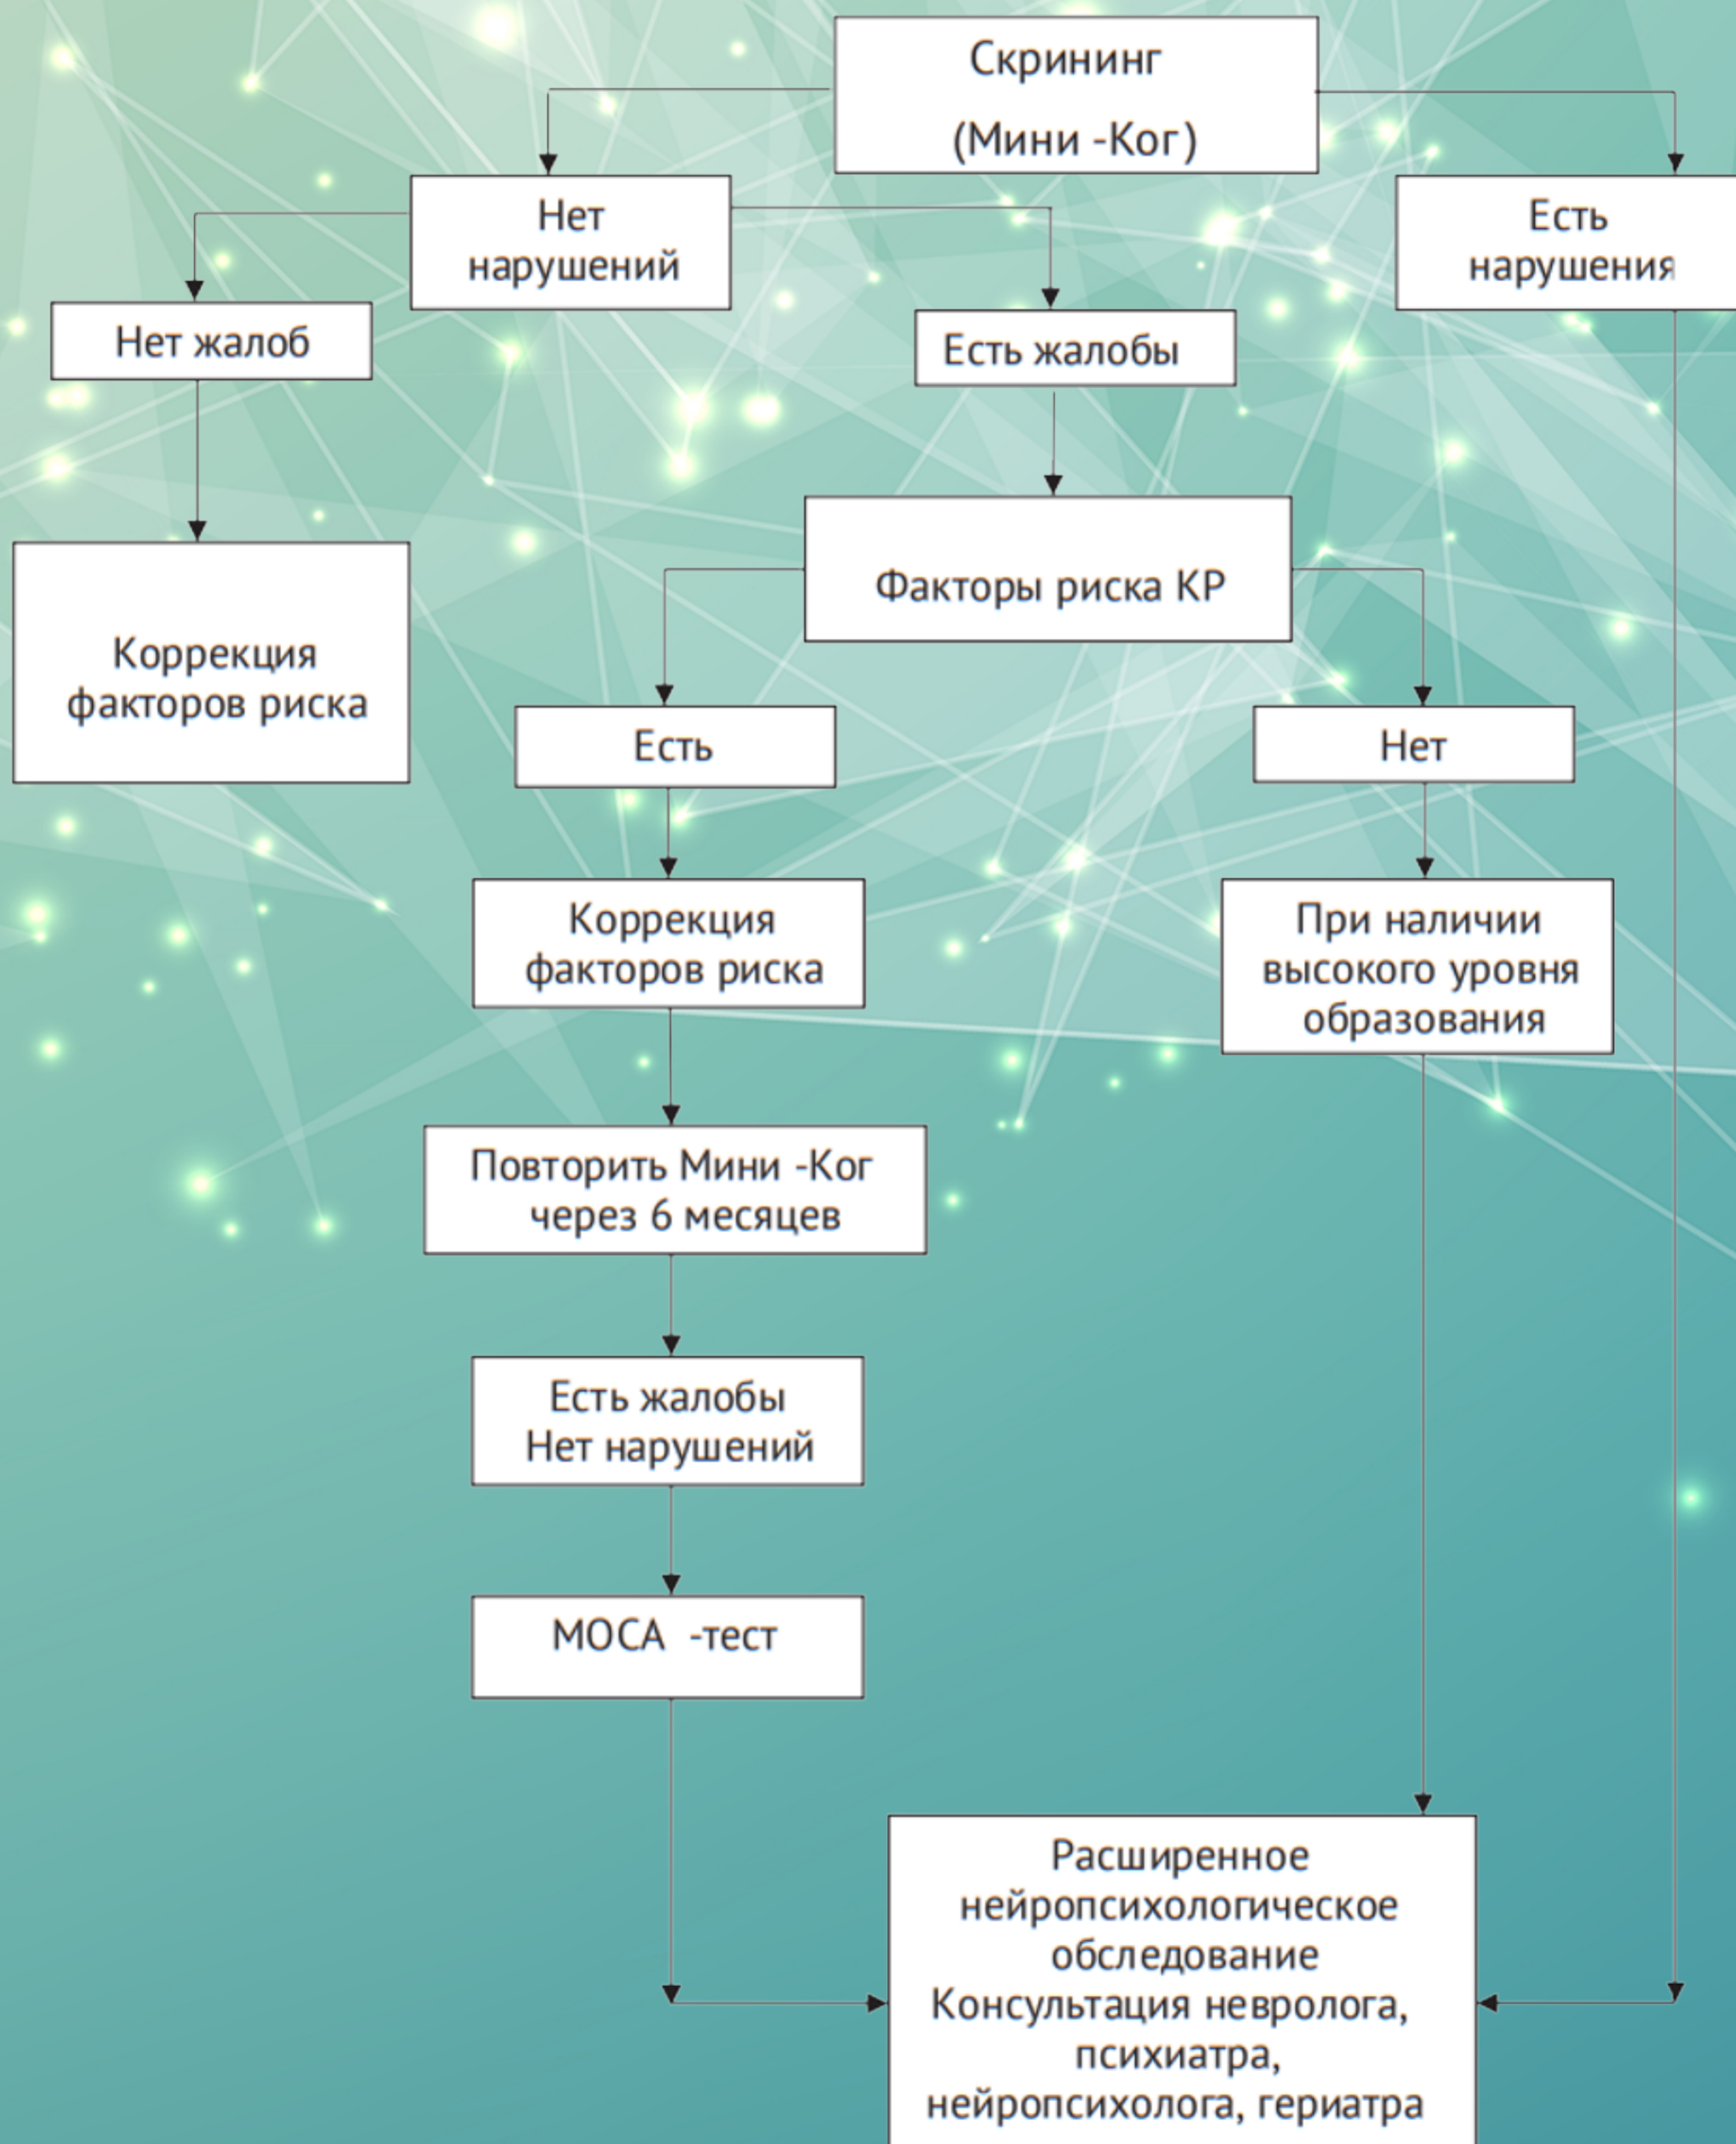 Скрининг
(Мини -Ког)
Нет
нарушений
Есть
нарушения
Нет жалоб
Есть жалобы
Факторы риска КР
Коррекция
факторов риска
Есть
Нет
Коррекция
факторов риска
При наличии
высокого уровня
образования
Повторить Мини -Ког
через 6 месяцев
Есть жалобы
Нет нарушений
МОСА -тест
Расширенное
нейропсихологическое
обследование
Консультация невролога,
психиатра,
нейропсихолога, гериатра